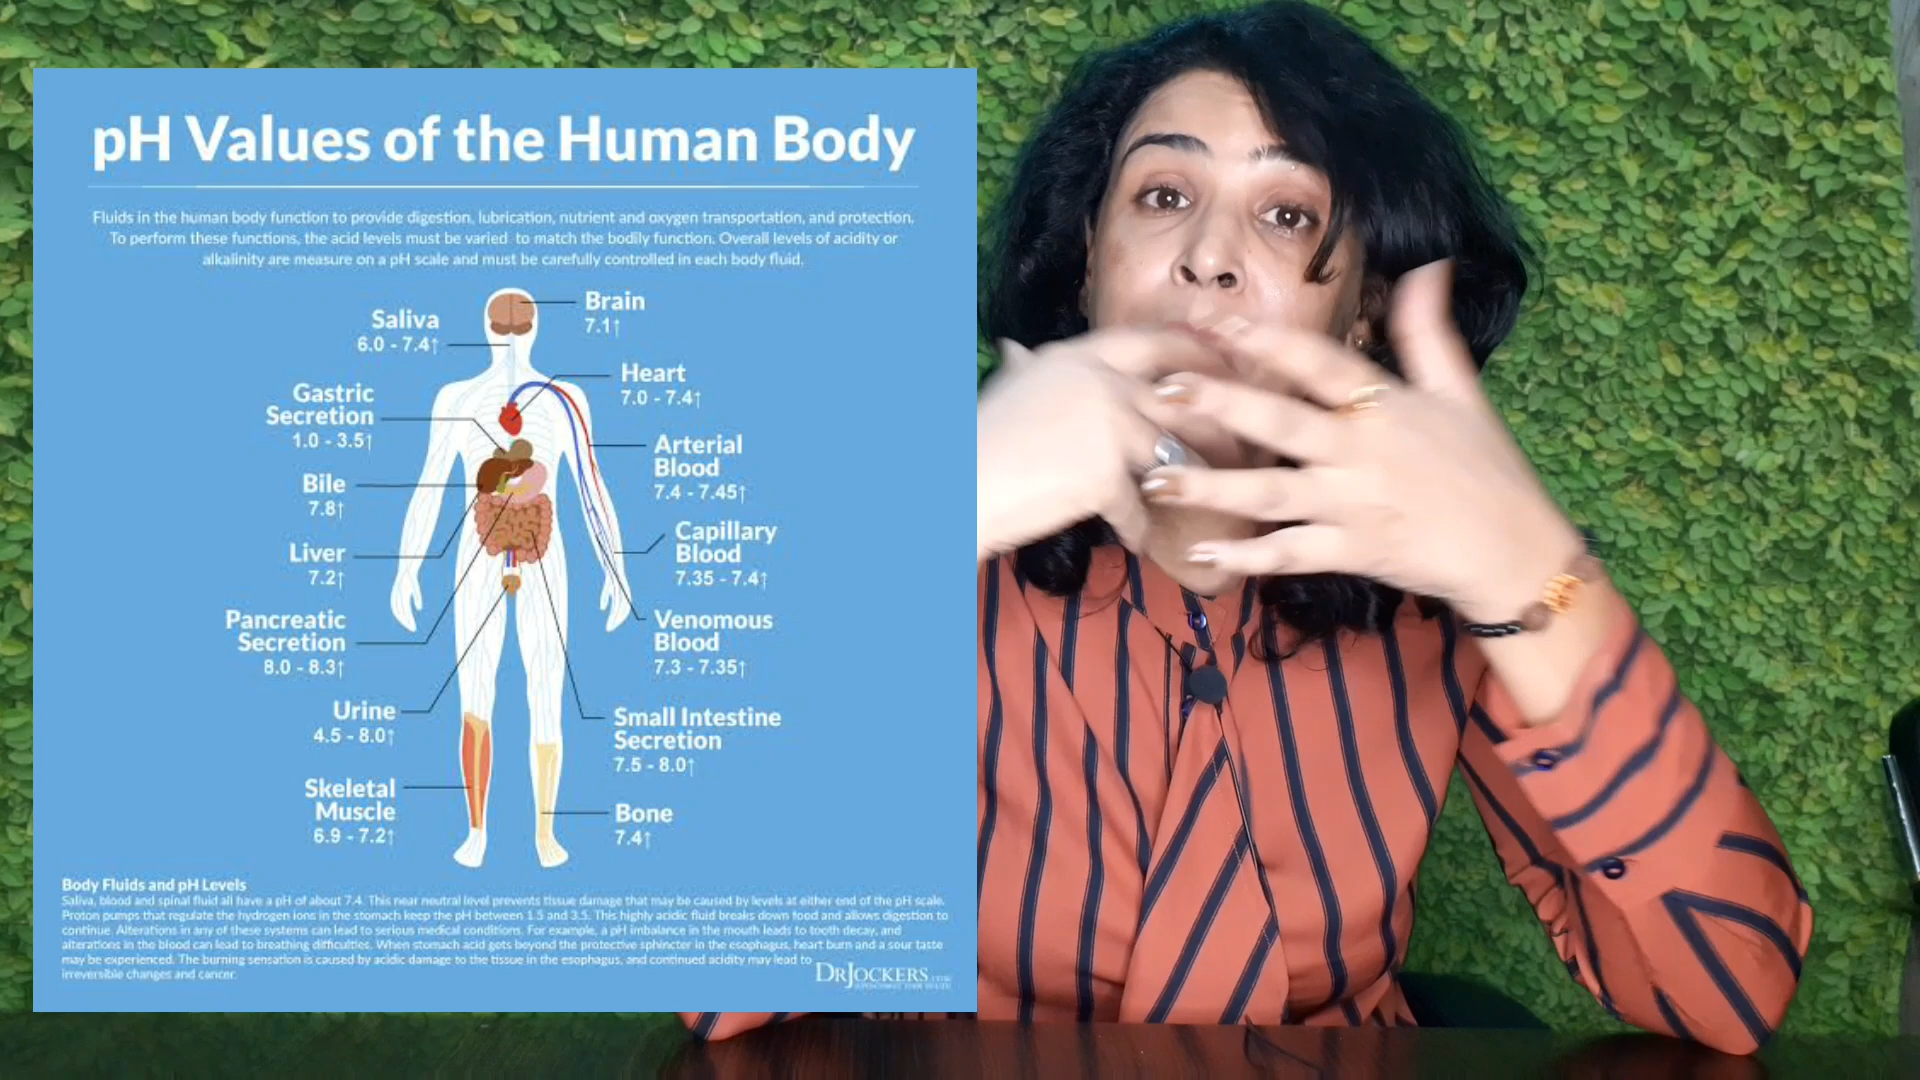 pH Values of the Human Body
Fluids in the human body function to provide digestion, lubrication, nutrient and oxygen transportation, and protection.
To perform these functions, the acid levels must be varied to match the bodily function. Overall levels of acidity or
alkalinity are measure on a pH scale and must be carefully controlled in each body fluid.
Brain
7.1↑
Saliva
6.0 - 7.4↑
Heart
7.0 - 7.4↑
Gastric
Secretion
1.0 - 3.5↑
Arterial
Blood
7.4 - 7.45↑
Bile
7.8↑
Capillary
Blood
7.35 - 7.4↑
Liver
7.2↑
Pancreatic
Secretion
8.0 - 8.3↑
Venomous
Blood
7.3 - 7.35↑
Urine
4.5 - 8.0↑
Small Intestine
Secretion
7.5 - 8.0↑
Skeletal
Muscle
6.9 - 7.2↑
Bone
7.4↑
Body Fluids and pH Levels
Saliva, blood and spinal fluid all have a pH of about 7.4. This near neutral level prevents tissue damage that may be caused by levels at either end of the pH scale.
Proton pumps that regulate the hydrogen ions in the stomach keep the pH between 1.5 and 3.5. This highly acidic fluid breaks down food and allows digestion to
continue. Alterations in any of these systems can lead to serious medical conditions. For example, a pH imbalance in the mouth leads to tooth decay, and
alterations in the blood can lead to breathing difficulties. When stomach acid gets beyond the protective sphincter in the esophagus, heart burn and a sour taste
may be experienced. The burning sensation is caused by acidic damage to the tissue in the esophagus, and continued acidity may lead to
irreversible changes and cancer.
DRJOCKERS